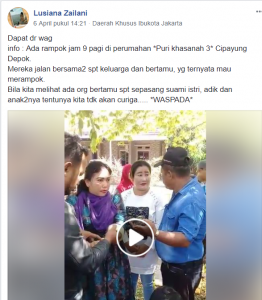 Lusiana Zailani
6 April pukul 14:21 · Daerah Khusus Ibukota Jakarta
Dapat dr wag
info : Ada rampok jam 9 pagi di perumahan "Puri khasanah 3" Cipayung
Depok.
Mereka jalan bersama2 spt keluarga dan bertamu, yg ternyata mau
merampok.
Bila kita melihat ada org bertamu spt sepasang suami istri, adik dan
anak2nya tentunya kita tdk akan curiga..... *WASPADA*